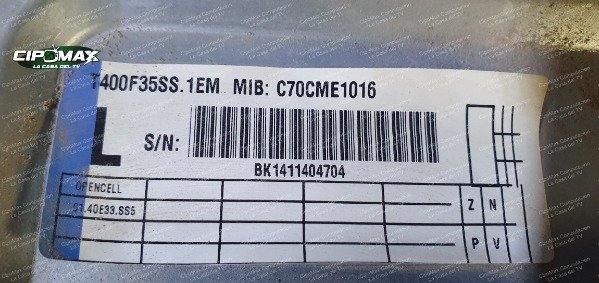 CIPOMAX
LA CASA DEL TV
T400F35SS.1EM MIB: C70CME1016
L
S/N:
BK1411404704
OPENCELL
Z N
P V